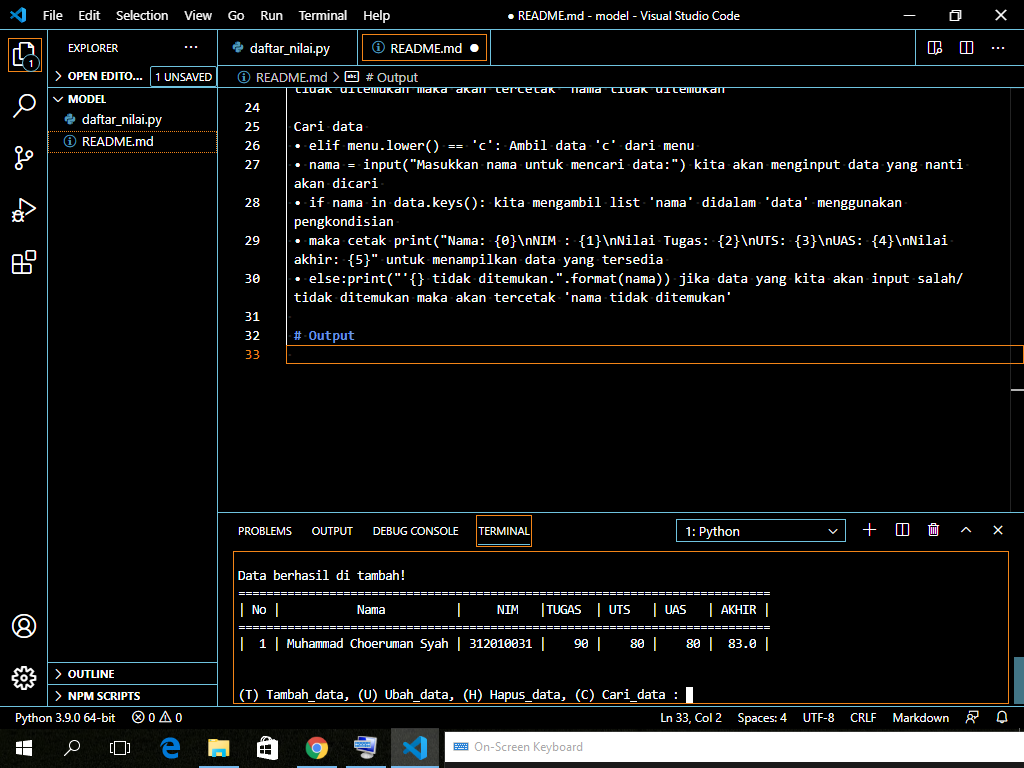 File Edit Selection View Go Run Terminal Help ● README.md - model - Visual Studio Code
EXPLORER ···
daftar_nilai.py README.md ●
OPEN EDITO... 1 UNSAVED
README.md > # Output
MODEL
daftar_nilai.py
README.md
1
tidak ditemukan maka akan tercetak 'nama tidak ditemukan'
24
25 Cari data
26 • elif menu.lower() == 'c': Ambil data 'c' dari menu
27 • nama = input("Masukkan nama untuk mencari data:") kita akan menginput data yang nanti
akan dicari
28 • if nama in data.keys(): kita mengambil list 'nama' didalam 'data' menggunakan
pengkondisian
29 • maka cetak print("Nama: {0}\nNIM : {1}\nNilai Tugas: {2}\nUTS: {3}\nUAS: {4}\nNilai
akhir: {5}" untuk menampilkan data yang tersedia
30 • else:print("'{} tidak ditemukan.".format(nama)) jika data yang kita akan input salah/
tidak ditemukan maka akan tercetak 'nama tidak ditemukan'
31
32 # Output
33
PROBLEMS OUTPUT DEBUG CONSOLE TERMINAL 1: Python
Data berhasil di tambah!
==========================================================================
| No | Nama | NIM |TUGAS | UTS | UAS | AKHIR |
==========================================================================
| 1 | Muhammad Choeruman Syah | 312010031 | 90 | 80 | 80 | 83.0 |
(T) Tambah_data, (U) Ubah_data, (H) Hapus_data, (C) Cari_data :
OUTLINE
NPM SCRIPTS
Python 3.9.0 64-bit 0 0 Ln 33, Col 2 Spaces: 4 UTF-8 CRLF Markdown
On-Screen Keyboard